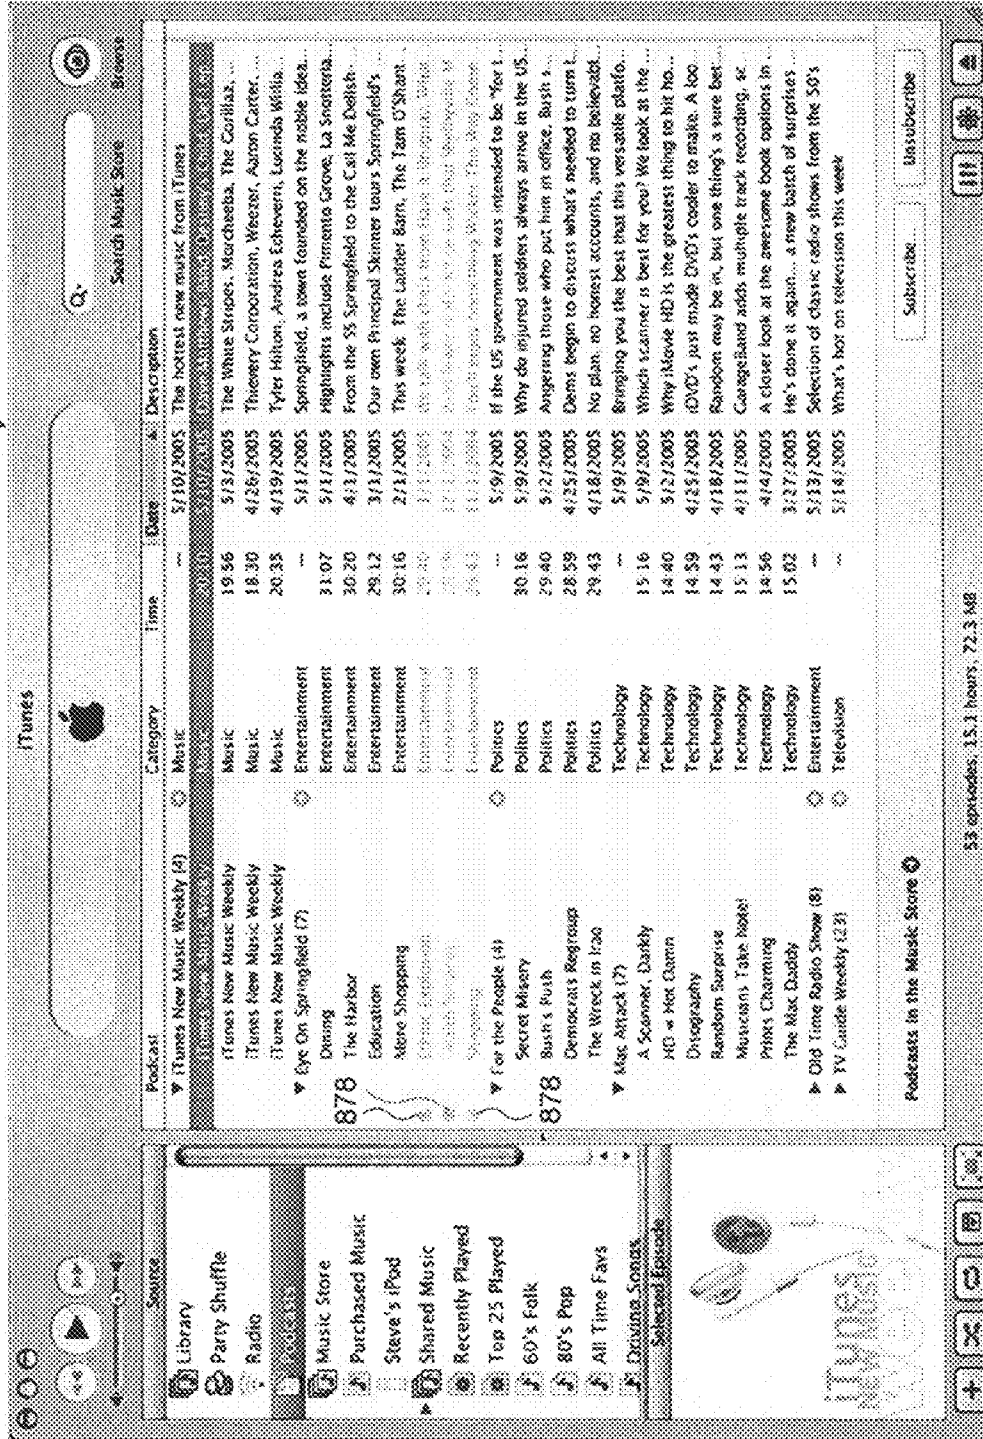 iTunes
Search Music Store
Browse
Source
Library
Party Shuffle
Radio
Music Store
Purchased Music
Steve's iPod
Shared Music
Recently Played
Top 25 Played
60's Folk
80's Pop
All Time Favs
Driving Songs
Selected Episode
iTunes
Podcast Category Time Date Description
iTunes New Music Weekly (4) Music -- 5/10/2005 The hottest new music from iTunes
iTunes New Music Weekly Music 19:56 5/3/2005 The White Stripes, Morcheeba, The Gorillaz, ...
iTunes New Music Weekly Music 18:30 4/26/2005 Thievery Corporation, Weezer, Aaron Carter, ...
iTunes New Music Weekly Music 20:35 4/19/2005 Tyler Hilton, Andrea Echeverri, Lucinda Willia...
Eye On Springfield (7) Entertainment -- 5/1/2005 Springfield, a town founded on the noble idea...
Dining Entertainment 31:07 5/1/2005 Highlights include Pimento Grove, La Snotteria...
The Harbor Entertainment 30:20 4/1/2005 From the SS Springfield to the Call Me Delish-...
Education Entertainment 29:12 3/1/2005 Our own Principal Skinner tours Springfield's ...
More Shopping Entertainment 30:16 2/1/2005 This week: The Ladder Barn, The Tam O'Shant...
878
For the People (4) Politics -- 5/9/2005 If the US government was intended to be "for t...
Secret Misery Politics 30:16 5/9/2005 Why do injured soldiers always arrive in the US...
Bush's Push Politics 29:40 5/2/2005 Angering those who put him in office, Bush s...
Democrats Regroup Politics 28:59 4/25/2005 Dems begin to discuss what's needed to turn t...
The Wreck in Iraq Politics 29:43 4/18/2005 No plan, no honest accounts, and no believabl...
878
Mac Attack (7) Technology -- 5/9/2005 Bringing you the best that this versatile platfo...
A Scanner, Darkly Technology 15:16 5/9/2005 Which scanner is best for you? We look at the ...
HD = Hot Damn Technology 14:40 5/2/2005 Why iMovie HD is the greatest thing to hit ho...
Discography Technology 14:59 4/25/2005 iDVD's just made DVD's cooler to make. A loo...
Random Surprise Technology 14:43 4/18/2005 Random may be in, but one thing's a sure bet...
Musicians Take Note! Technology 15:13 4/11/2005 GarageBand adds multiple track recording, sc...
Prints Charming Technology 14:56 4/4/2005 A closer look at the awesome book options in ...
The Mac Daddy Technology 15:02 3/27/2005 He's done it again... a new batch of surprises ...
Old Time Radio Show (8) Entertainment -- 5/13/2005 Selection of classic radio shows from the 50's
TV Guide Weekly (23) Television -- 5/14/2005 What's hot on television this week
Podcasts in the Music Store
Subscribe...
Unsubscribe
53 episodes, 15.1 hours, 72.3 MB